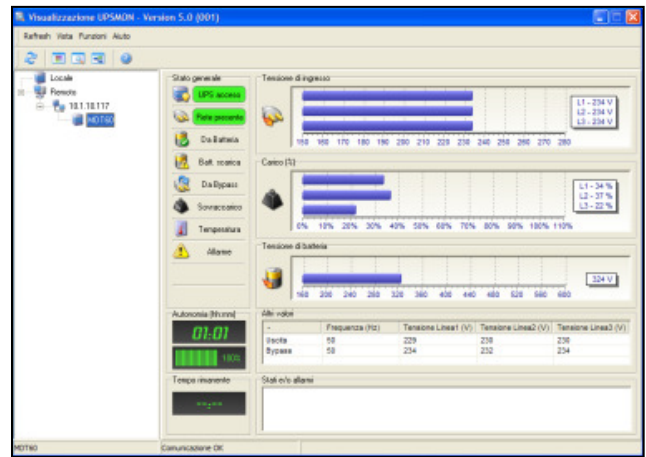 Visualizzazione UPSMON - Version 5.0 (001)
Refresh Vista Funzioni Aiuto
Locale
Remoto
10.1.10.117
MDT60
Stato generale
UPS acceso
Rete presente
Da Batteria
Batt. scarica
Da Bypass
Sovraccarico
Temperatura
Allarme
Tensione di ingresso
L1 - 234 V
L2 - 234 V
L3 - 234 V
150 160 170 180 190 200 210 220 230 240 250 260 270 280
Carico (%)
L1 - 34 %
L2 - 37 %
L3 - 22 %
0% 10% 20% 30% 40% 50% 60% 70% 80% 90% 100% 110%
Tensione di batteria
324 V
160 200 240 280 320 360 400 440 480 520 560 600
Autonomia (hh:mm)
01:01
100%
Altri valori
- Frequenza (Hz) Tensione Linea1 (V) Tensione Linea2 (V) Tensione Linea3 (V)
Uscita 50 229 230 230
Bypass 50 234 232 234
Tempo rimanente
--:--
Stati e/o allarmi
MDT60 Comunicazione OK